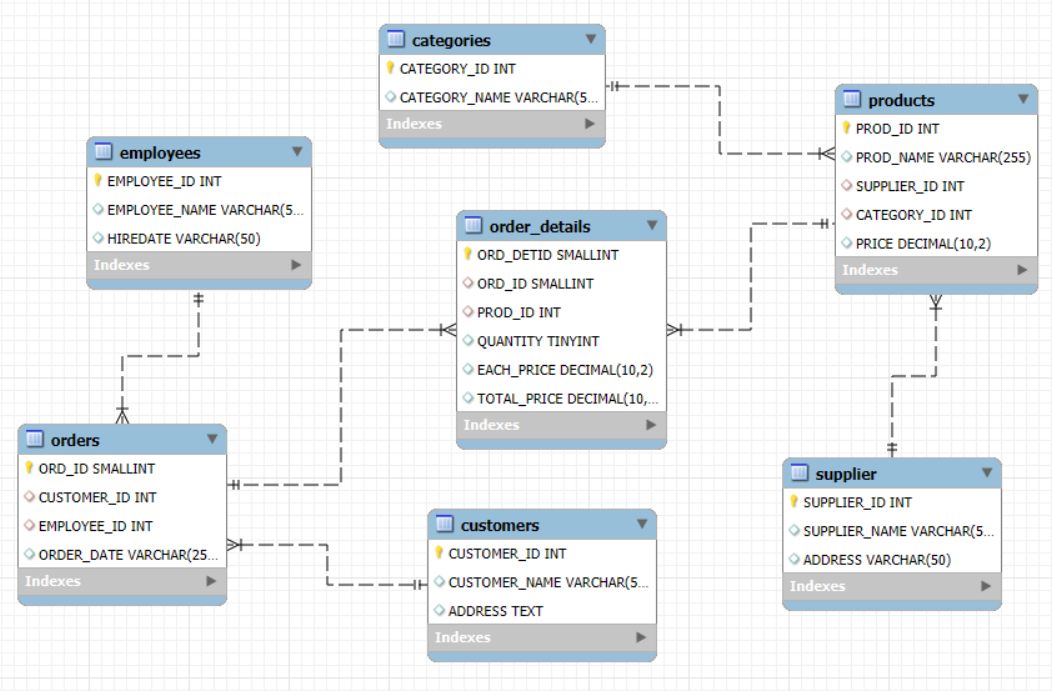 categories
CATEGORY_ID INT
CATEGORY_NAME VARCHAR(5...
Indexes
products
PROD_ID INT
PROD_NAME VARCHAR(255)
SUPPLIER_ID INT
CATEGORY_ID INT
PRICE DECIMAL(10,2)
Indexes
employees
EMPLOYEE_ID INT
EMPLOYEE_NAME VARCHAR(5...
HIREDATE VARCHAR(50)
Indexes
order_details
ORD_DETID SMALLINT
ORD_ID SMALLINT
PROD_ID INT
QUANTITY TINYINT
EACH_PRICE DECIMAL(10,2)
TOTAL_PRICE DECIMAL(10,...
Indexes
orders
ORD_ID SMALLINT
CUSTOMER_ID INT
EMPLOYEE_ID INT
ORDER_DATE VARCHAR(25...
Indexes
customers
CUSTOMER_ID INT
CUSTOMER_NAME VARCHAR(5...
ADDRESS TEXT
Indexes
supplier
SUPPLIER_ID INT
SUPPLIER_NAME VARCHAR(5...
ADDRESS VARCHAR(50)
Indexes